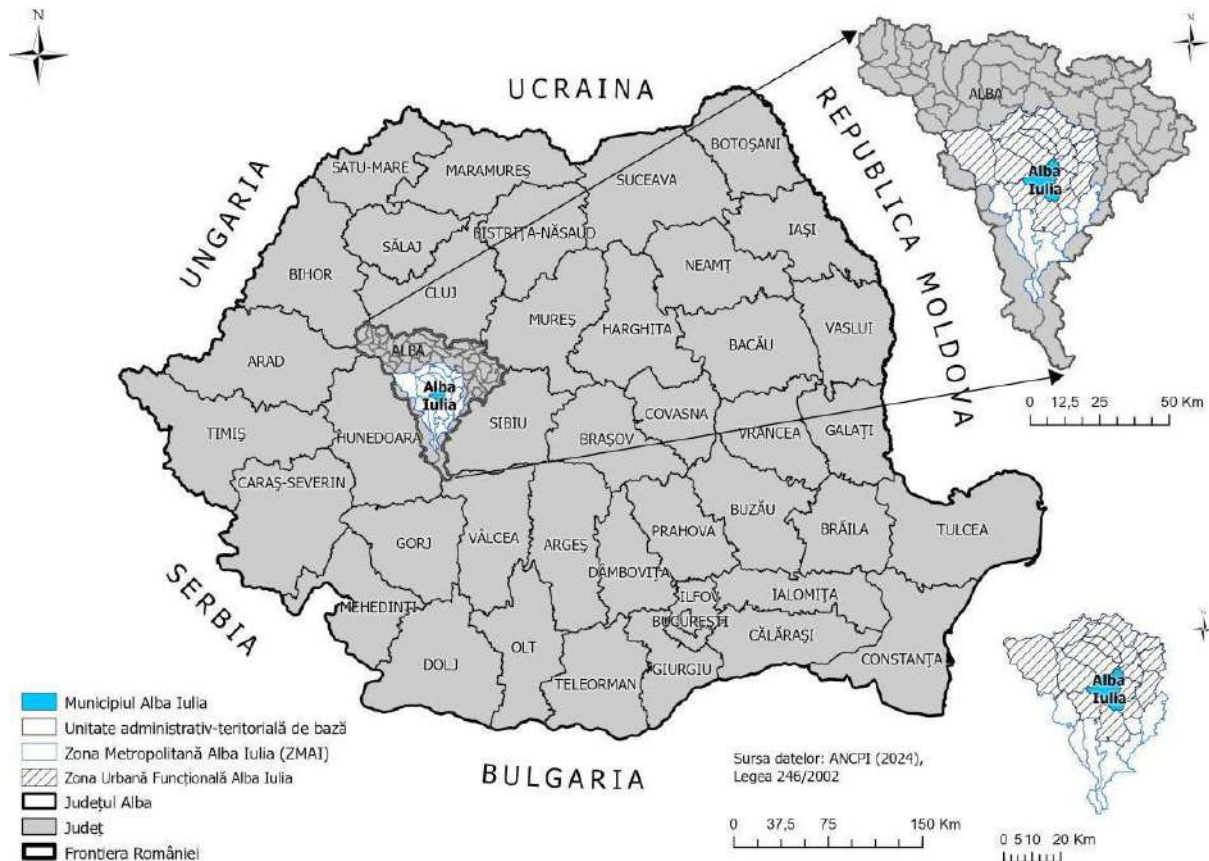 N
N
UCRAINA
REPUBLICA MOLDOVA
ALBA
BOTOŞANI
SATU-MARE
MARAMUREŞ
SUCEAVA
Alba
Iulia
UNGARIA
BISTRIŢA-NĂSAUD
IAŞI
SĂLAJ
NEAMŢ
BIHOR
CLUJ
MUREŞ
HARGHITA
VASLUI
BACĂU
ALBA
ARAD
Alba
Iulia
0 12,5 25 50 Km
COVASNA
SIBIU
TIMIŞ
HUNEDOARA
BRAŞOV
VRANCEA
GALAŢI
CARAŞ-SEVERIN
BUZĂU
PRAHOVA
BRĂILA
TULCEA
GORJ
VÂLCEA
ARGEŞ
DÂMBOVIŢA
SERBIA
ILFOV
IALOMIŢA
MEHEDINŢI
BUCUREŞTI
CĂLĂRAŞI
N
OLT
DOLJ
GIURGIU
CONSTANŢA
TELEORMAN
Alba
Iulia
Municipiul Alba Iulia
Unitate administrativ-teritorială de bază
Zona Metropolitană Alba Iulia (ZMAI)
Zona Urbană Funcţională Alba Iulia
Judeţul Alba
Judeţ
Frontiera României
BULGARIA
Sursa datelor: ANCPI (2024),
Legea 246/2002
0 37,5 75 150 Km
0 5 10 20 Km